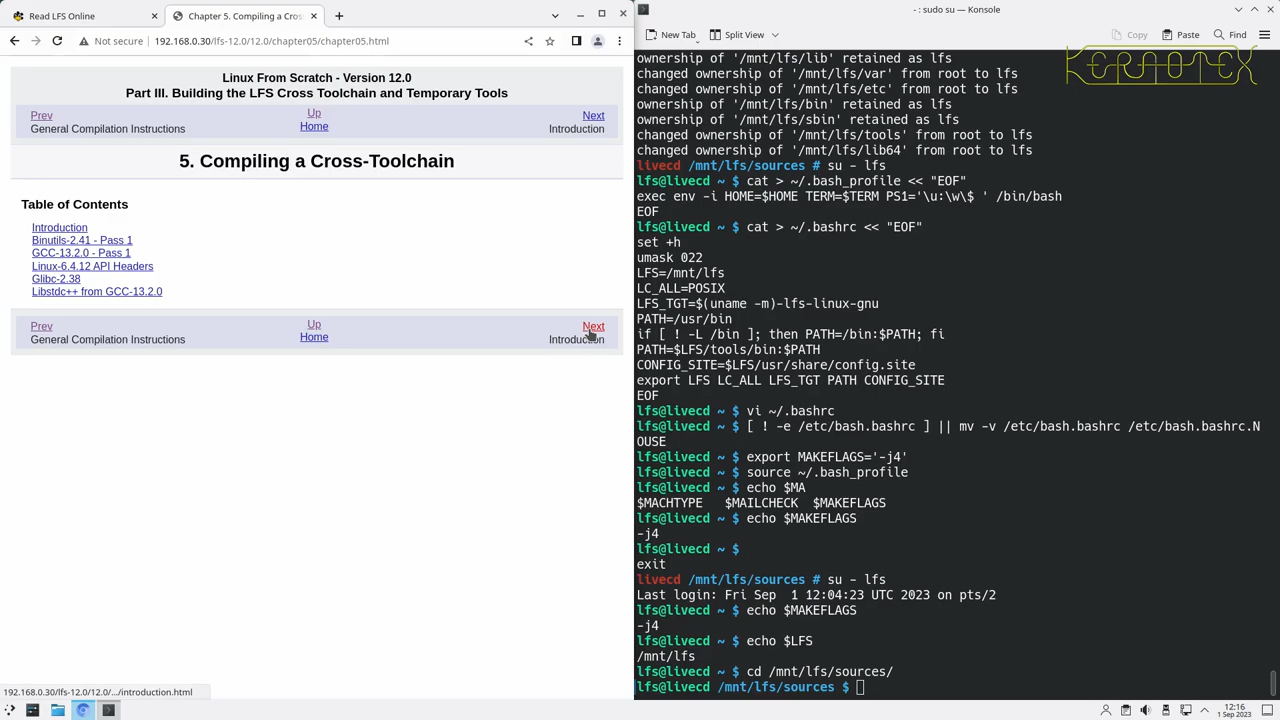 Read LFS Online
Chapter 5. Compiling a Cros
Not secure
192.168.0.30/lfs-12.0/12.0/chapter05/chapter05.html
Linux From Scratch - Version 12.0
Part III. Building the LFS Cross Toolchain and Temporary Tools
Prev
Up
Next
General Compilation Instructions
Home
Introduction
5. Compiling a Cross-Toolchain
Table of Contents
Introduction
Binutils-2.41 - Pass 1
GCC-13.2.0 - Pass 1
Linux-6.4.12 API Headers
Glibc-2.38
Libstdc++ from GCC-13.2.0
Prev
Up
Next
General Compilation Instructions
Home
Introduction
192.168.0.30/lfs-12.0/12.0/.../introduction.html
- : sudo su — Konsole
New Tab
Split View
Copy
Paste
Find
KERNOTEX
ownership of '/mnt/lfs/lib' retained as lfs
changed ownership of '/mnt/lfs/var' from root to lfs
changed ownership of '/mnt/lfs/etc' from root to lfs
ownership of '/mnt/lfs/bin' retained as lfs
ownership of '/mnt/lfs/sbin' retained as lfs
changed ownership of '/mnt/lfs/tools' from root to lfs
changed ownership of '/mnt/lfs/lib64' from root to lfs
livecd /mnt/lfs/sources # su - lfs
lfs@livecd ~ $ cat > ~/.bash_profile << "EOF"
exec env -i HOME=$HOME TERM=$TERM PS1='\u:\w\$ ' /bin/bash
EOF
lfs@livecd ~ $ cat > ~/.bashrc << "EOF"
set +h
umask 022
LFS=/mnt/lfs
LC_ALL=POSIX
LFS_TGT=$(uname -m)-lfs-linux-gnu
PATH=/usr/bin
if [ ! -L /bin ]; then PATH=/bin:$PATH; fi
PATH=$LFS/tools/bin:$PATH
CONFIG_SITE=$LFS/usr/share/config.site
export LFS LC_ALL LFS_TGT PATH CONFIG_SITE
EOF
lfs@livecd ~ $ vi ~/.bashrc
lfs@livecd ~ $ [ ! -e /etc/bash.bashrc ] || mv -v /etc/bash.bashrc /etc/bash.bashrc.N
OUSE
lfs@livecd ~ $ export MAKEFLAGS='-j4'
lfs@livecd ~ $ source ~/.bash_profile
lfs@livecd ~ $ echo $MA
$MACHTYPE $MAILCHECK $MAKEFLAGS
lfs@livecd ~ $ echo $MAKEFLAGS
-j4
lfs@livecd ~ $
exit
livecd /mnt/lfs/sources # su - lfs
Last login: Fri Sep  1 12:04:23 UTC 2023 on pts/2
lfs@livecd ~ $ echo $MAKEFLAGS
-j4
lfs@livecd ~ $ echo $LFS
/mnt/lfs
lfs@livecd ~ $ cd /mnt/lfs/sources/
lfs@livecd /mnt/lfs/sources $
12:16
1 Sep 2023